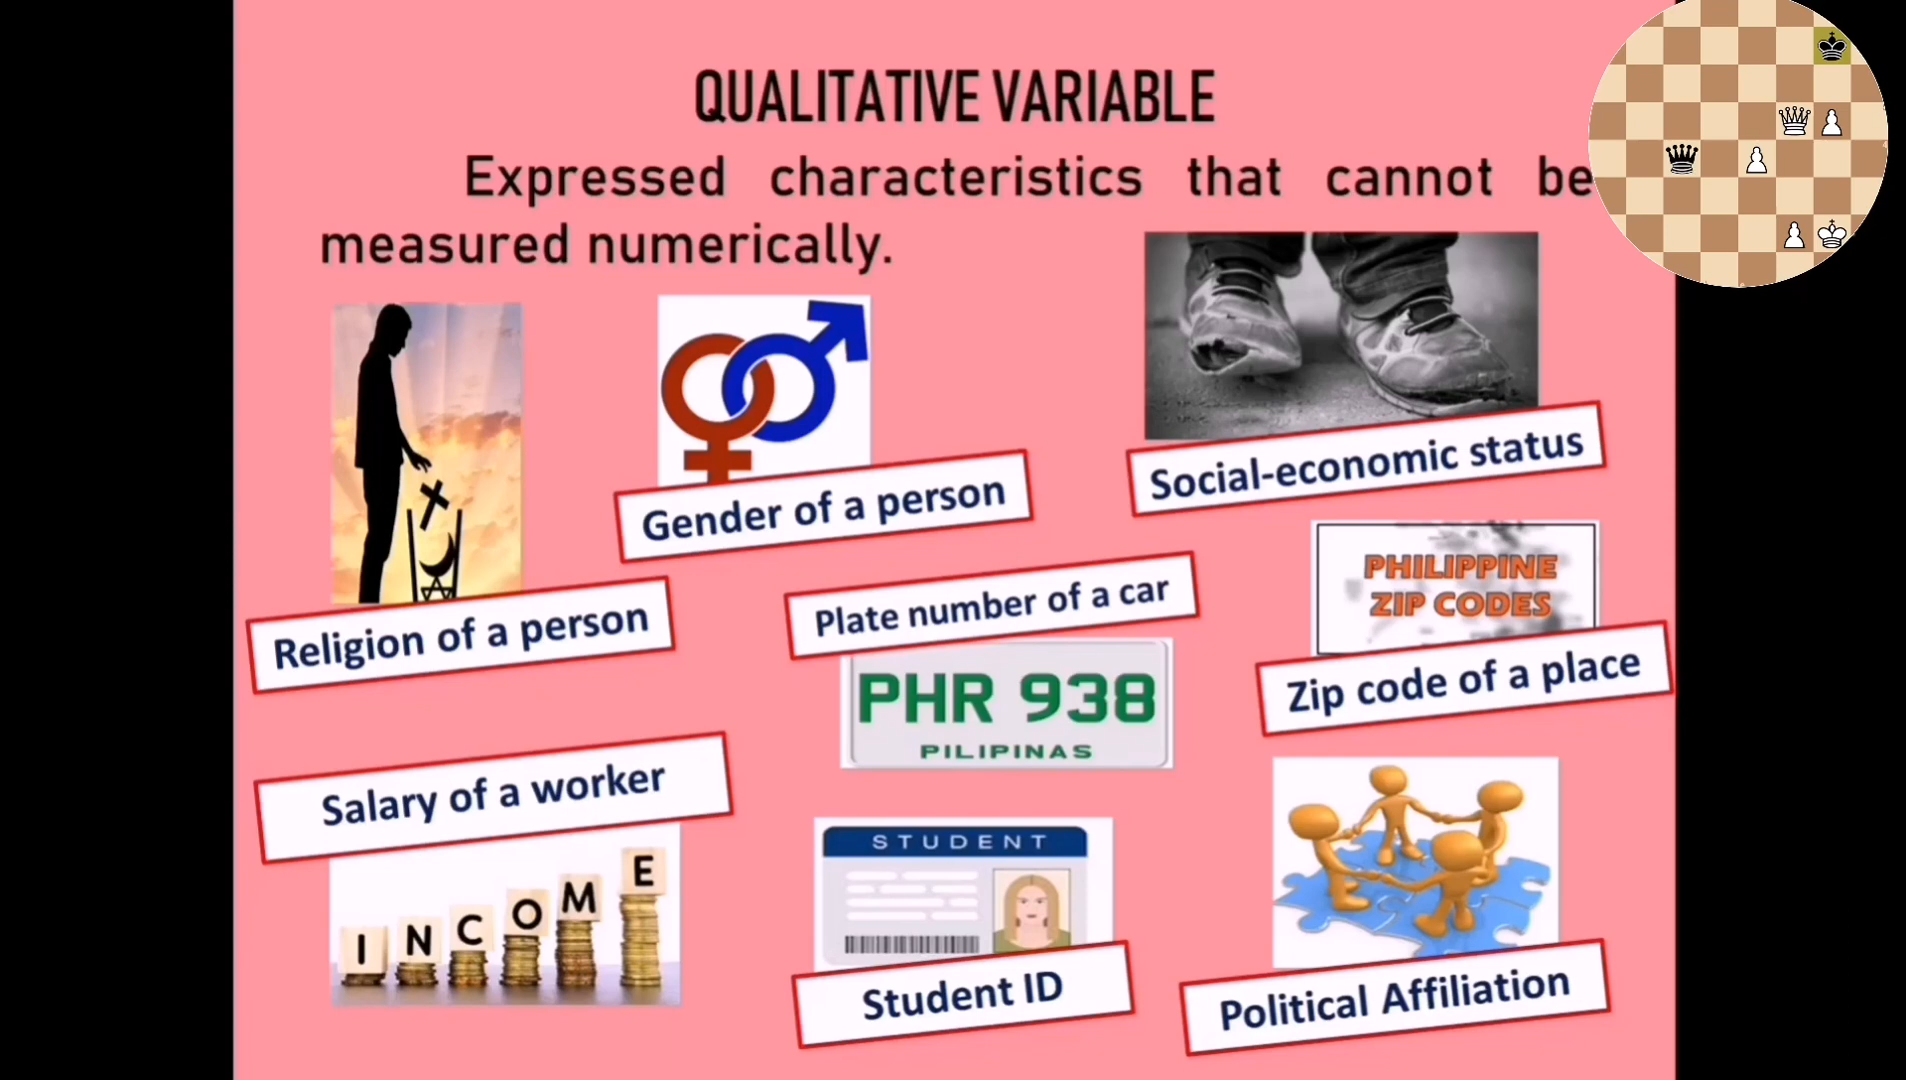 QUALITATIVE VARIABLE
Expressed characteristics that cannot be
measured numerically.
Social-economic status
Gender of a person
PHILIPPINE
ZIP CODES
Plate number of a car
Religion of a person
Zip code of a place
PHR 938
PILIPINAS
Salary of a worker
INCOME
STUDENT
Student ID
Political Affiliation